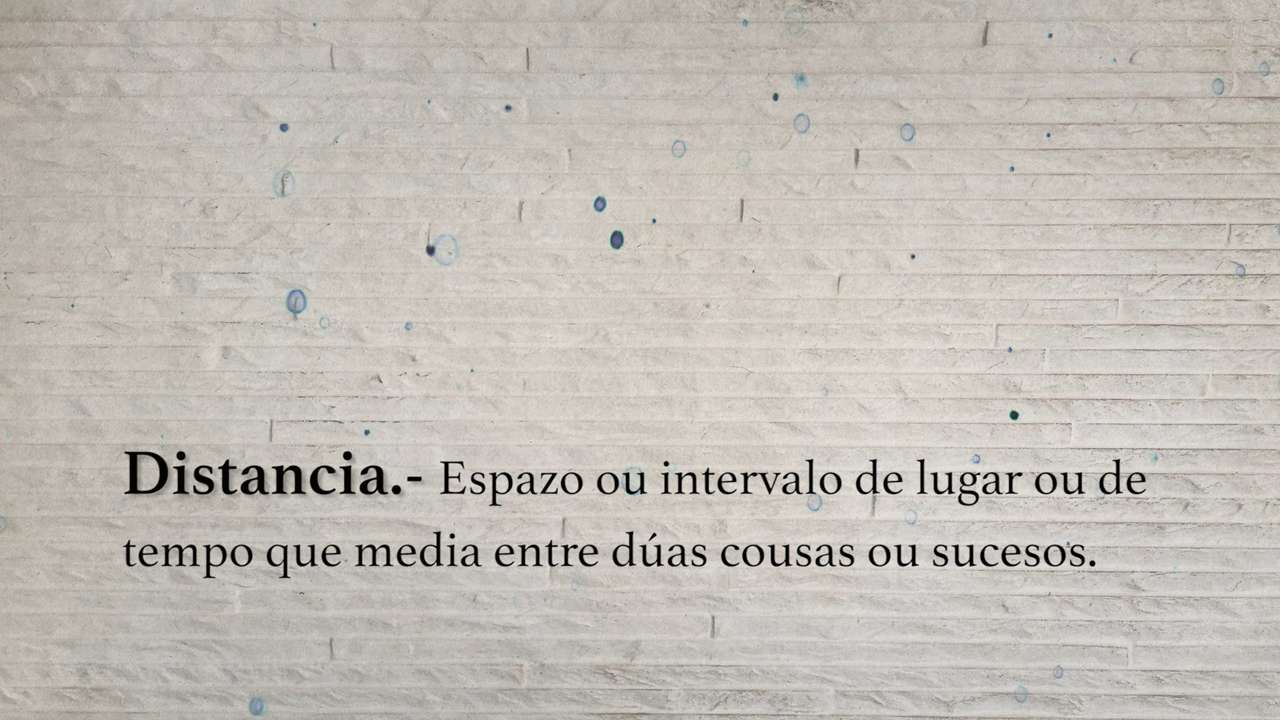 Distancia.- Espazo ou intervalo de lugar ou de
tempo que media entre dúas cousas ou sucesos.